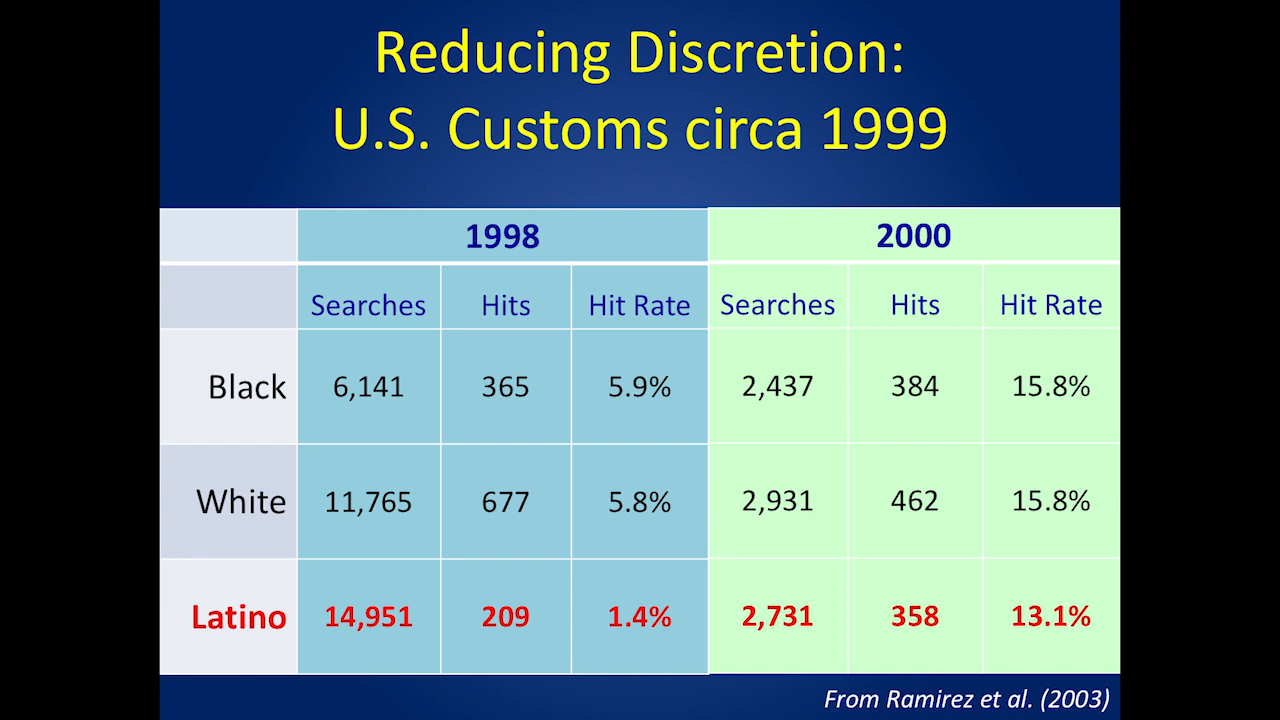 Reducing Discretion:
U.S. Customs circa 1999
1998 2000
Searches Hits Hit Rate Searches Hits Hit Rate
Black 6,141 365 5.9% 2,437 384 15.8%
White 11,765 677 5.8% 2,931 462 15.8%
Latino 14,951 209 1.4% 2,731 358 13.1%
From Ramirez et al. (2003)